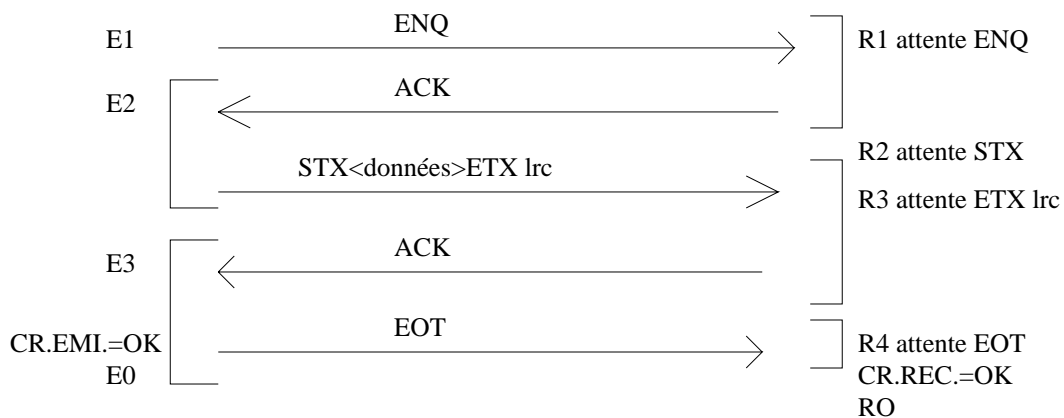 ENQ
E1
R1 attente ENQ
ACK
E2
R2 attente STX
STX<données>ETX lrc
R3 attente ETX lrc
ACK
E3
EOT
CR.EMI.=OK
R4 attente EOT
E0
CR.REC.=OK
RO